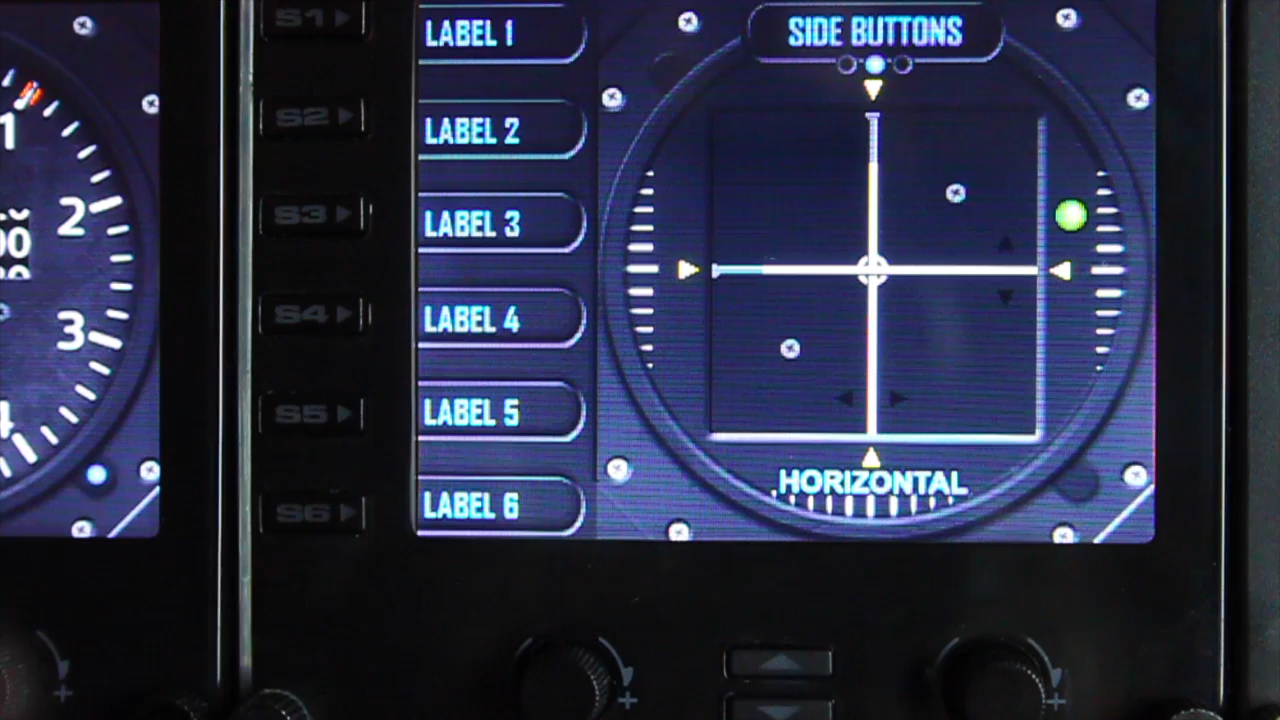 S1
LABEL 1
SIDE BUTTONS
1
S2
LABEL 2
2
S3
LABEL 3
00
3
S4
LABEL 4
4
S5
LABEL 5
HORIZONTAL
S6
LABEL 6
+
+
+